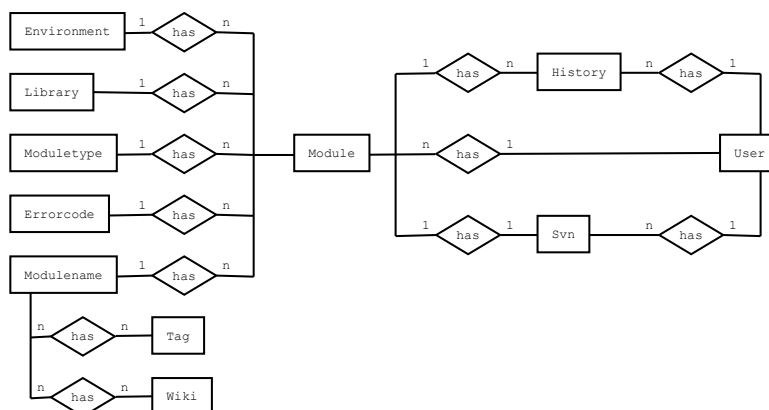 Environment 1 has n
Library 1 has n
Moduletype 1 has n
Errorcode 1 has n
Modulename 1 has n
n has n Tag
n has n Wiki
Module
1 has n History n has 1
n has 1 User
1 has 1 Svn n has 1